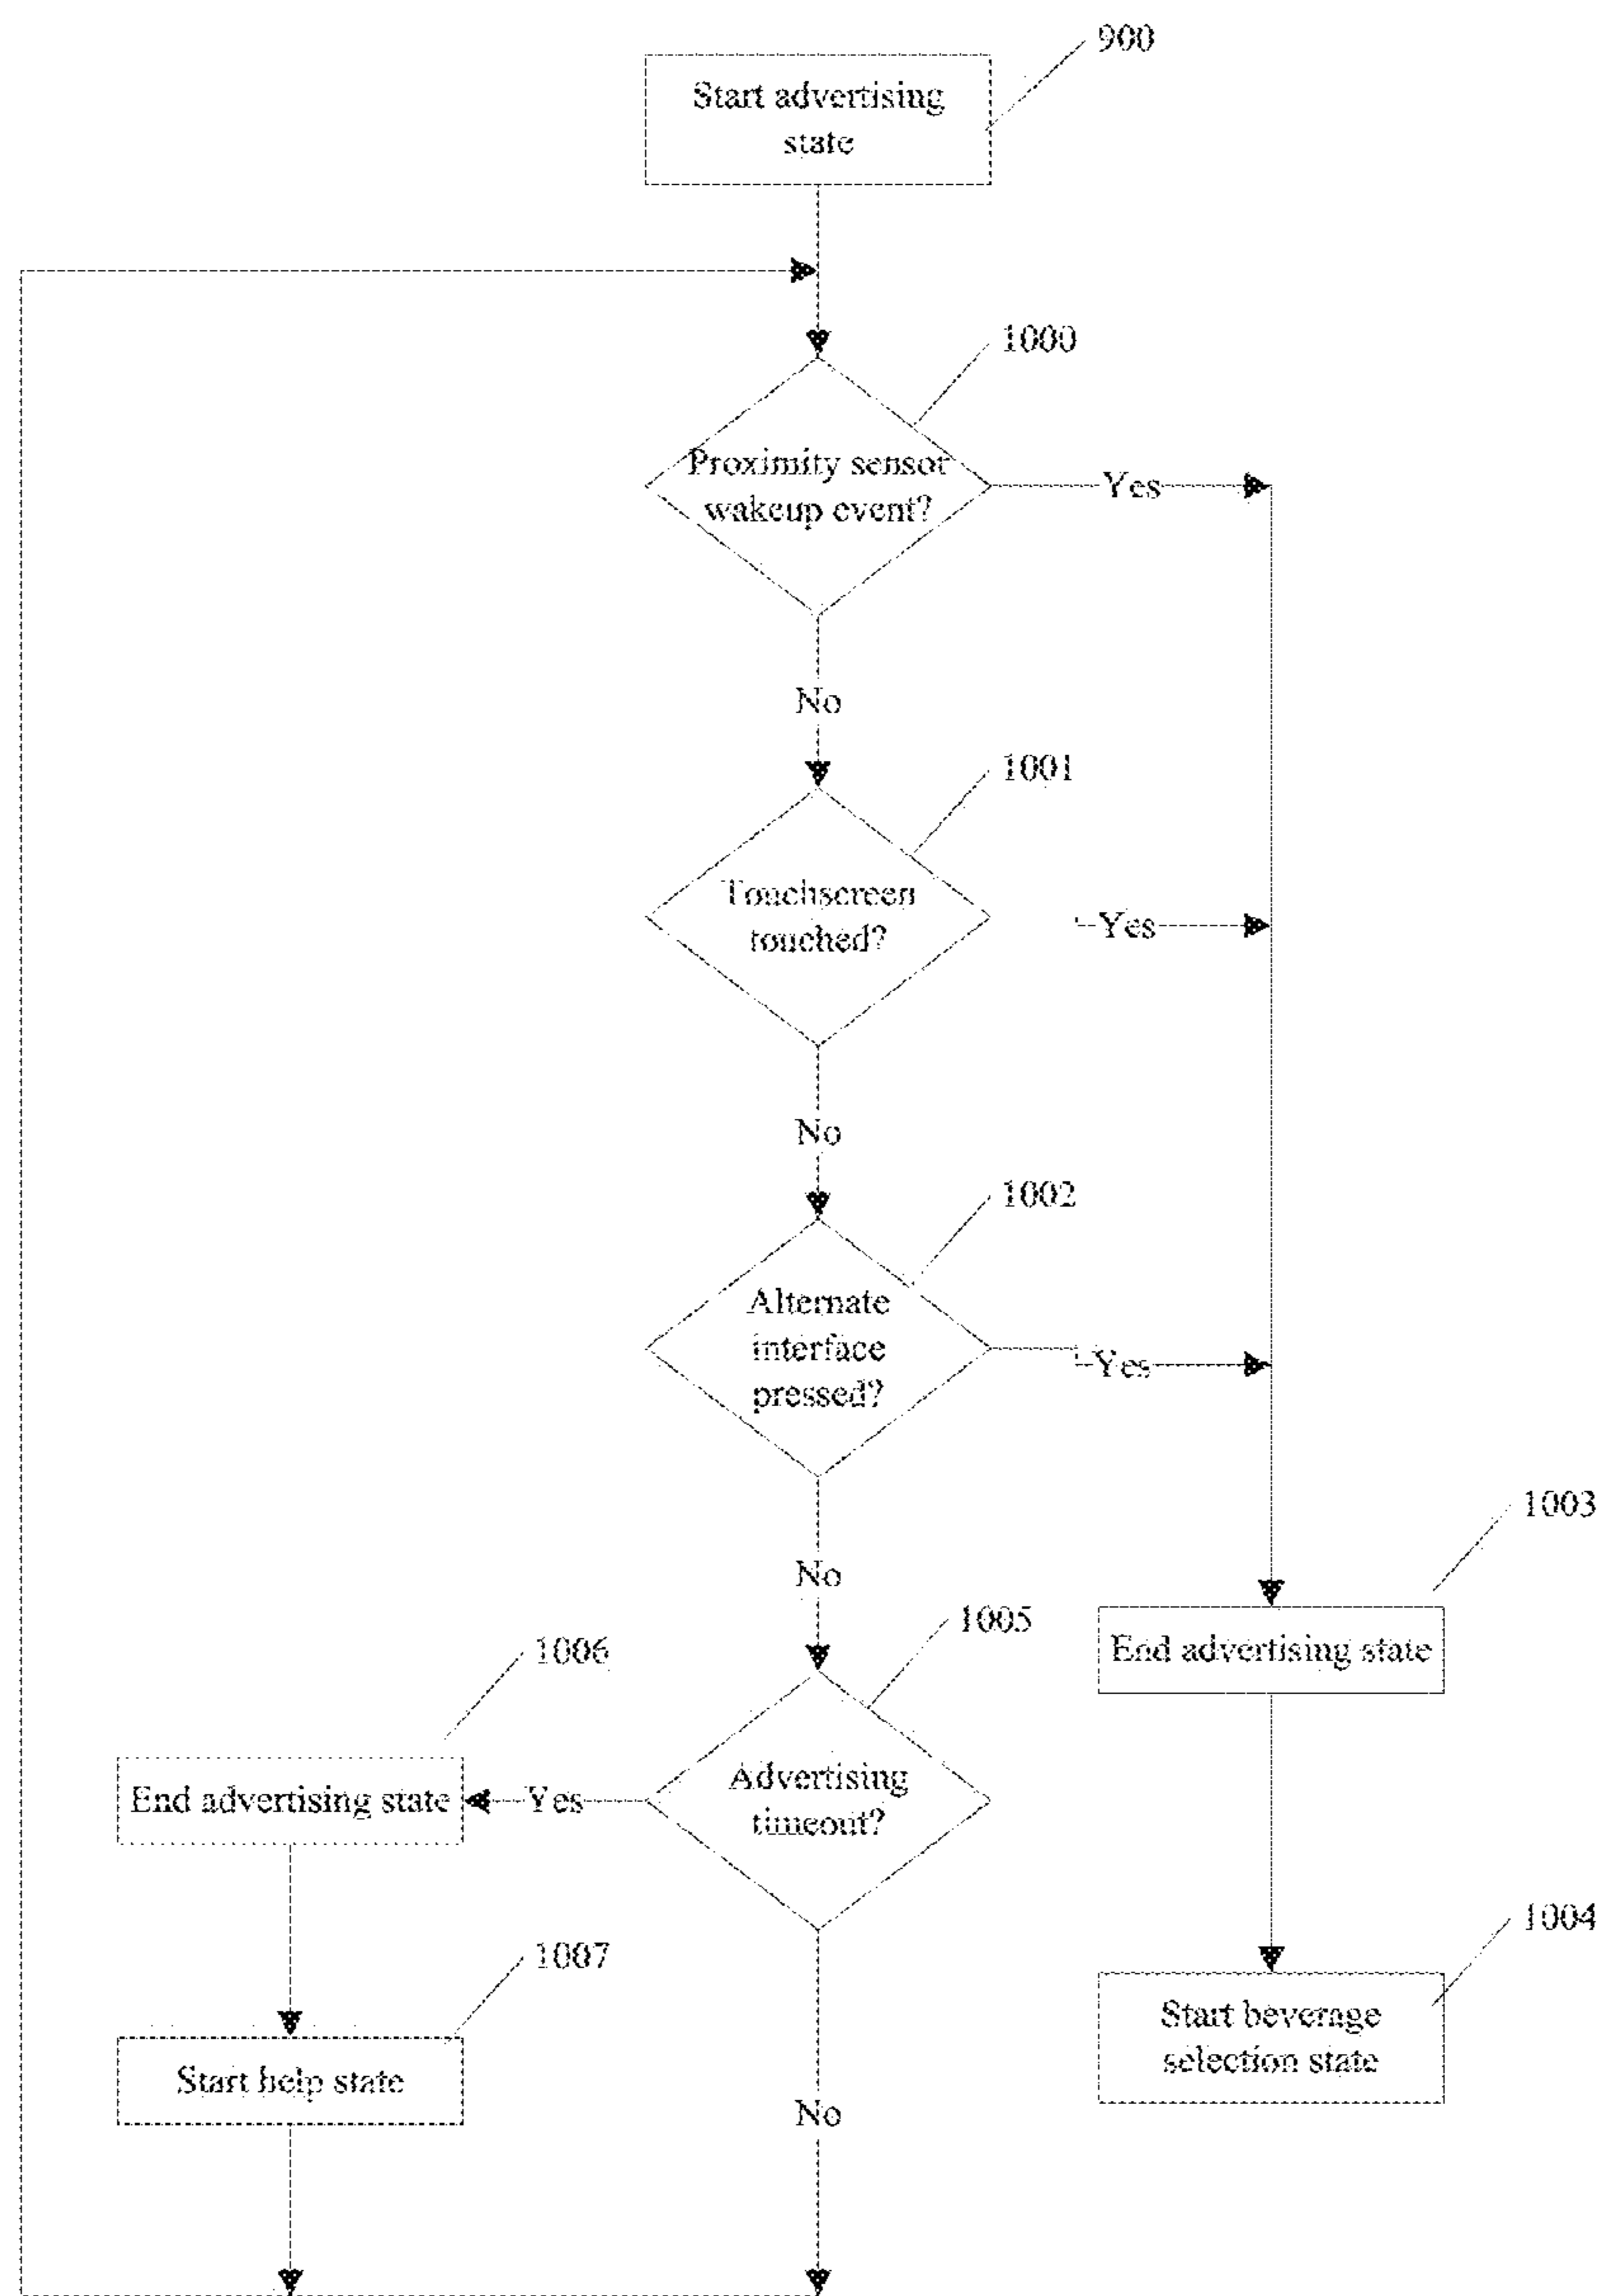 900
Start advertising
state
1000
Proximity sensor
wakeup event?
Yes
No
1001
Touchscreen
touched?
Yes
No
1002
Alternate
interface
pressed?
Yes
No
1003
End advertising state
1005
Advertising
timeout?
Yes
1006
End advertising state
1004
Start beverage
selection state
1007
Start help state
No